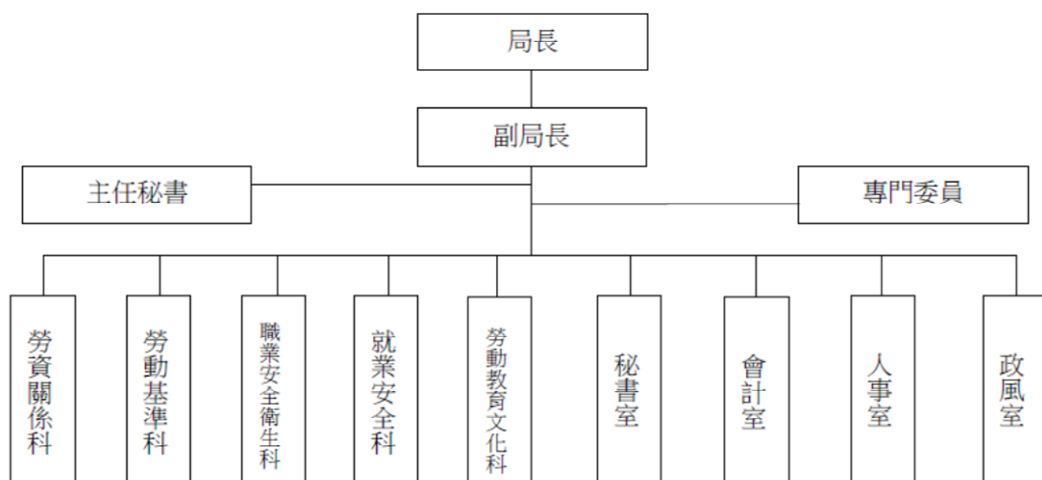 局長
副局長
主任秘書
專門委員
勞資關係科
勞動基準科
職業安全衛生科
就業安全科
勞動教育文化科
秘書室
會計室
人事室
政風室